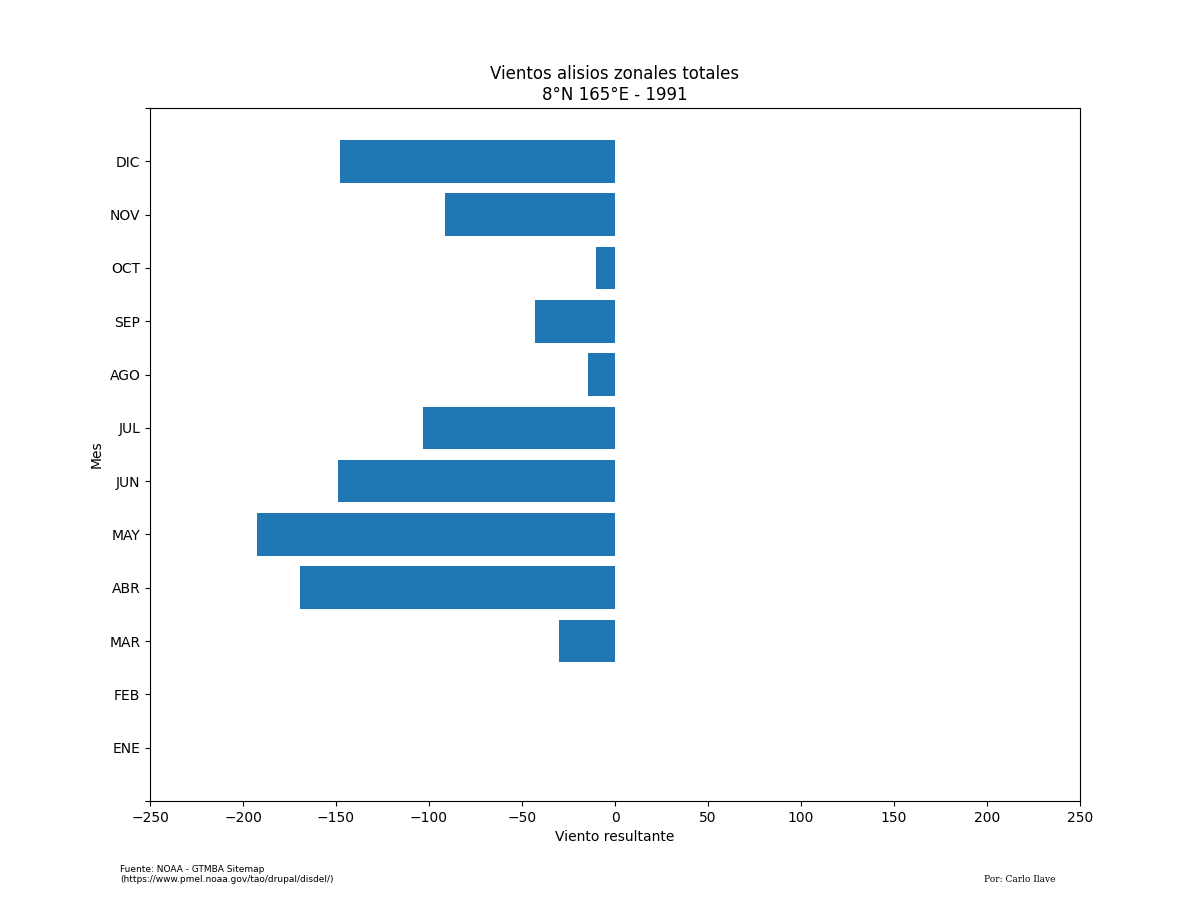 Vientos alisios zonales totales
8°N 165°E - 1991
DIC
NOV
OCT
SEP
AGO
JUL
JUN
MAY
ABR
MAR
FEB
ENE
Mes
−250 −200 −150 −100 −50 0 50 100 150 200 250
Viento resultante
Fuente: NOAA - GTMBA Sitemap
(https://www.pmel.noaa.gov/tao/drupal/disdel/)
Por: Carlo Ilave